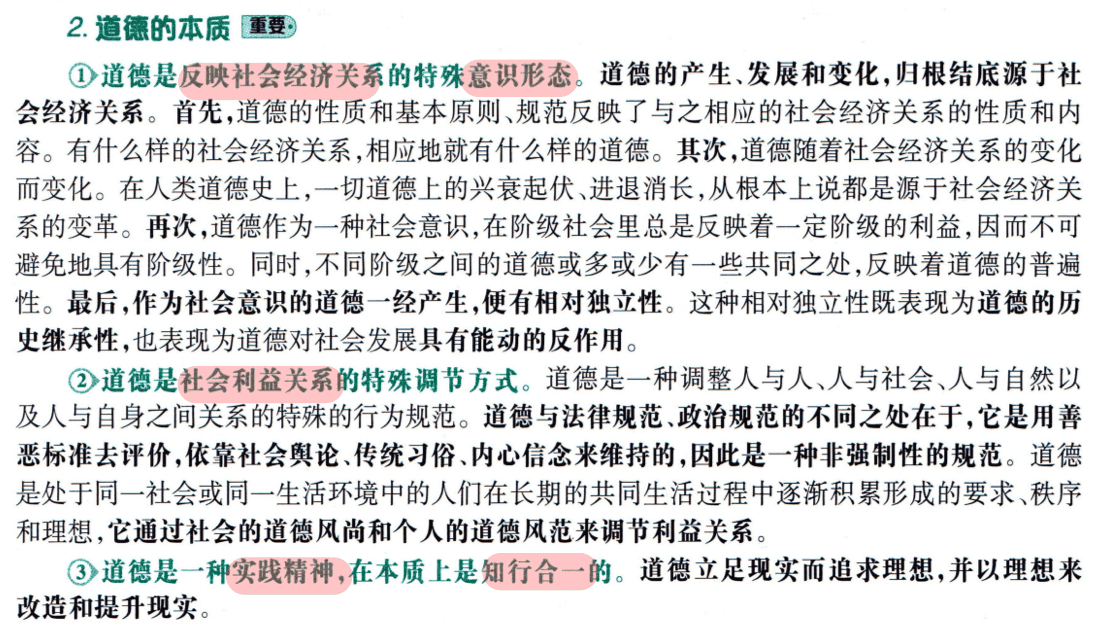 2. 道德的本质 重要
①道德是反映社会经济关系的特殊意识形态。道德的产生、发展和变化,归根结底源于社
会经济关系。首先,道德的性质和基本原则、规范反映了与之相应的社会经济关系的性质和内
容。有什么样的社会经济关系,相应地就有什么样的道德。其次,道德随着社会经济关系的变化
而变化。在人类道德史上,一切道德上的兴衰起伏、进退消长,从根本上说都是源于社会经济关
系的变革。再次,道德作为一种社会意识,在阶级社会里总是反映着一定阶级的利益,因而不可
避免地具有阶级性。同时,不同阶级之间的道德或多或少有一些共同之处,反映着道德的普遍
性。最后,作为社会意识的道德一经产生,便有相对独立性。这种相对独立性既表现为道德的历
史继承性,也表现为道德对社会发展具有能动的反作用。
②道德是社会利益关系的特殊调节方式。道德是一种调整人与人、人与社会、人与自然以
及人与自身之间关系的特殊的行为规范。道德与法律规范、政治规范的不同之处在于,它是用善
恶标准去评价,依靠社会舆论、传统习俗、内心信念来维持的,因此是一种非强制性的规范。道德
是处于同一社会或同一生活环境中的人们在长期的共同生活过程中逐渐积累形成的要求、秩序
和理想,它通过社会的道德风尚和个人的道德风范来调节利益关系。
③道德是一种实践精神,在本质上是知行合一的。道德立足现实而追求理想,并以理想来
改造和提升现实。